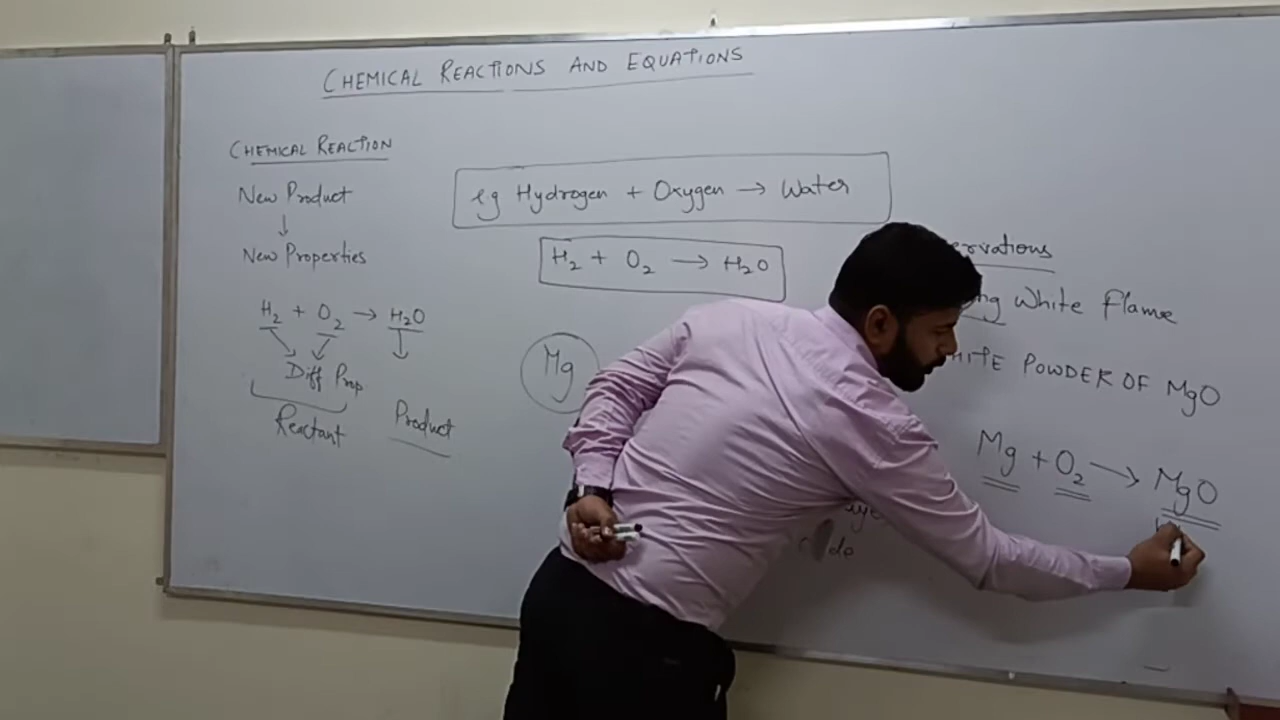 CHEMICAL REACTIONS AND EQUATIONS
CHEMICAL REACTION
New Product
↓
New Properties
H₂ + O₂ → H₂O
Diff Prop
Reactant
Product
eg Hydrogen + Oxygen → Water
H₂ + O₂ → H₂O
Mg
White flame
POWDER OF MgO
Mg + O₂ → MgO